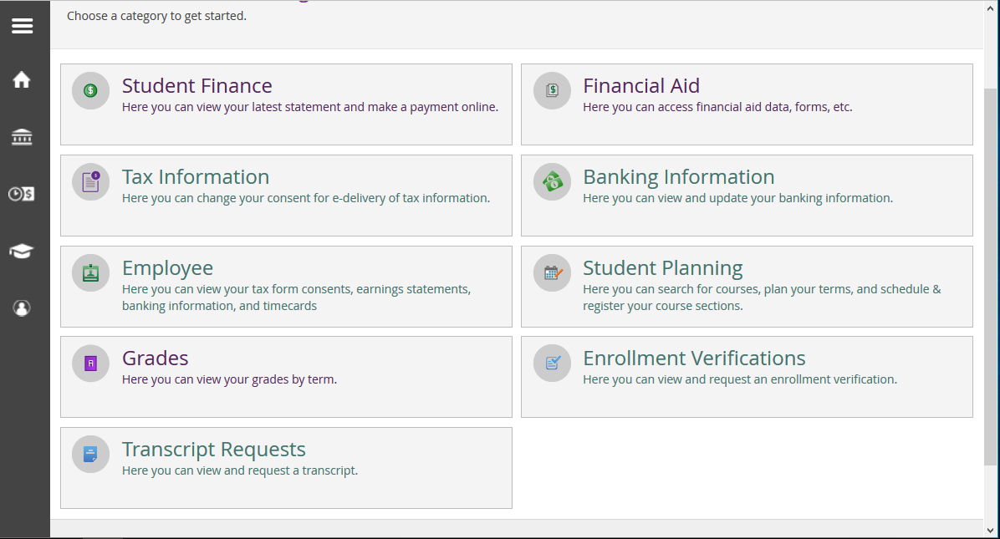 Choose a category to get started.
Student Finance
Here you can view your latest statement and make a payment online.
Financial Aid
Here you can access financial aid data, forms, etc.
Tax Information
Here you can change your consent for e-delivery of tax information.
Banking Information
Here you can view and update your banking information.
Employee
Here you can view your tax form consents, earnings statements,
banking information, and timecards
Student Planning
Here you can search for courses, plan your terms, and schedule &
register your course sections.
Grades
Here you can view your grades by term.
Enrollment Verifications
Here you can view and request an enrollment verification.
Transcript Requests
Here you can view and request a transcript.